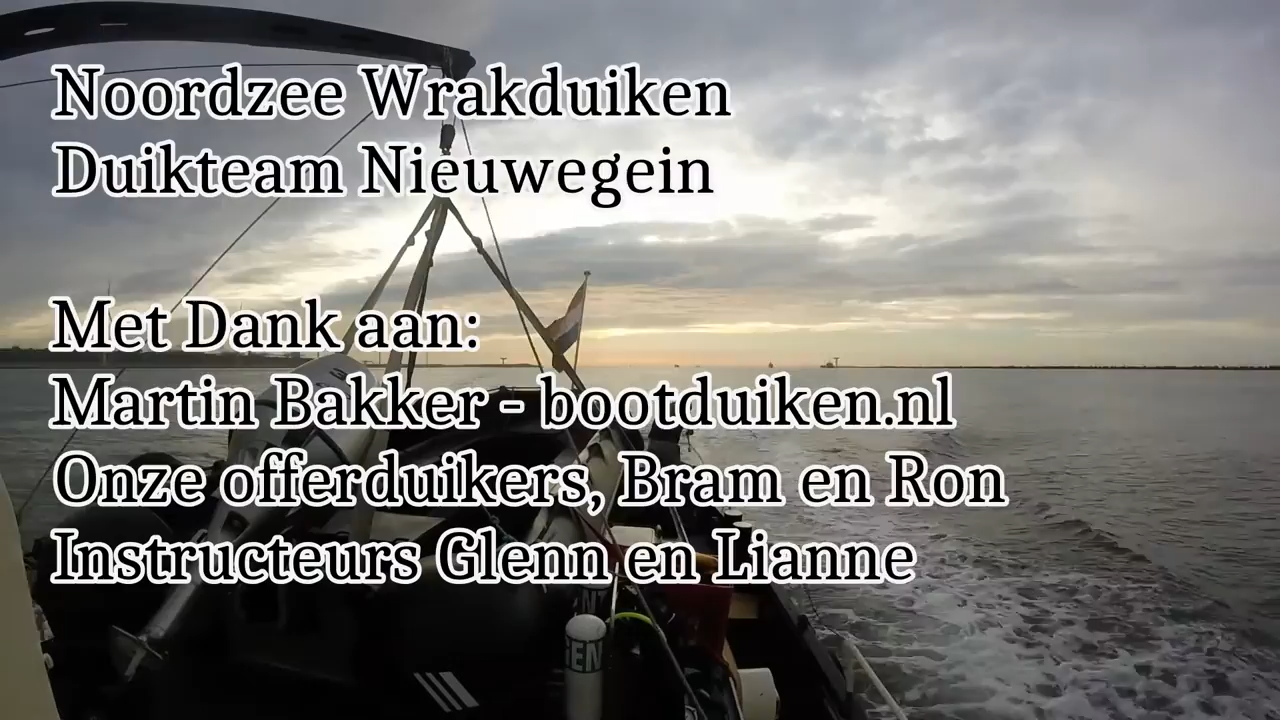 Noordzee Wrakduiken
Duikteam Nieuwegein
Met Dank aan:
Martin Bakker - bootduiken.nl
Onze offerduikers, Bram en Ron
Instructeurs Glenn en Lianne